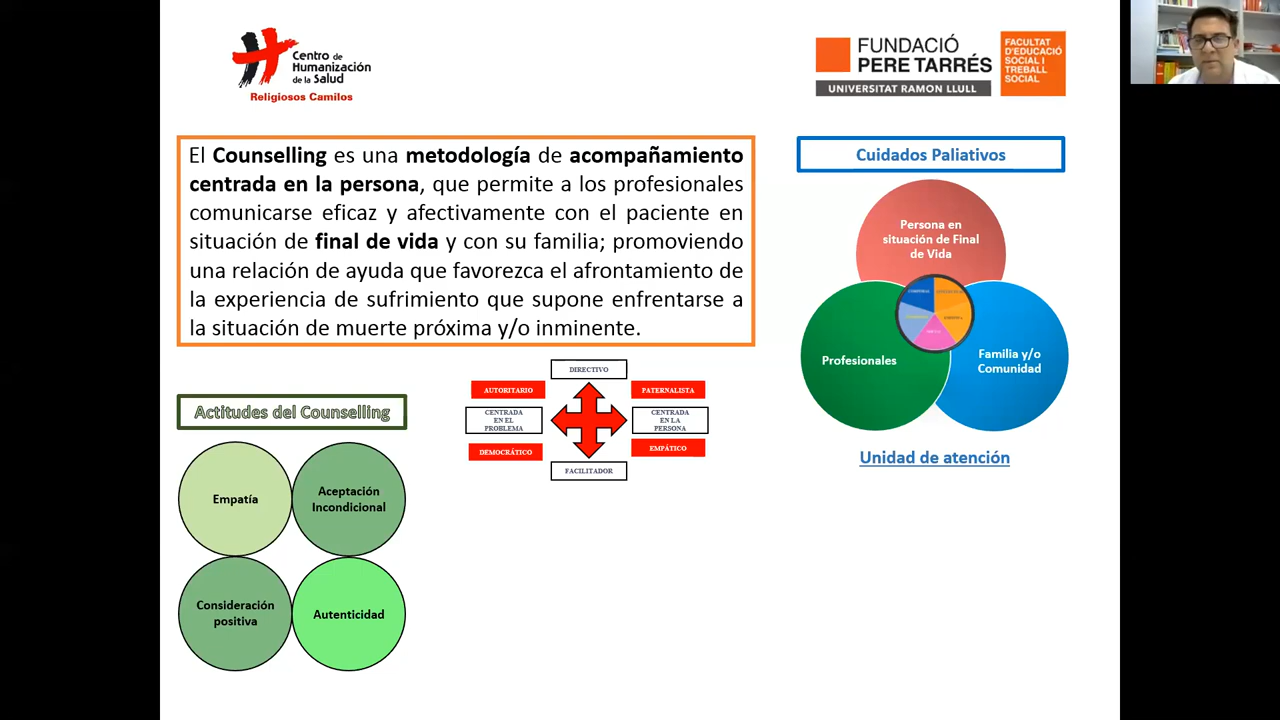 Centro de
Humanización
de la Salud
Religiosos Camilos
FUNDACIÓ
PERE TARRÉS
UNIVERSITAT RAMON LLULL
FACULTAT
D'EDUCACIÓ
SOCIAL I
TREBALL
SOCIAL
El Counselling es una metodología de acompañamiento
centrada en la persona, que permite a los profesionales
comunicarse eficaz y afectivamente con el paciente en
situación de final de vida y con su familia; promoviendo
una relación de ayuda que favorezca el afrontamiento de
la experiencia de sufrimiento que supone enfrentarse a
la situación de muerte próxima y/o inminente.
Cuidados Paliativos
Persona en
situación de Final
de Vida
Profesionales
Familia y/o
Comunidad
Unidad de atención
DIRECTIVO
AUTORITARIO
PATERNALISTA
CENTRADA
EN EL
PROBLEMA
CENTRADA
EN LA
PERSONA
DEMOCRÁTICO
EMPÁTICO
FACILITADOR
Actitudes del Counselling
Empatía
Aceptación
Incondicional
Consideración
positiva
Autenticidad